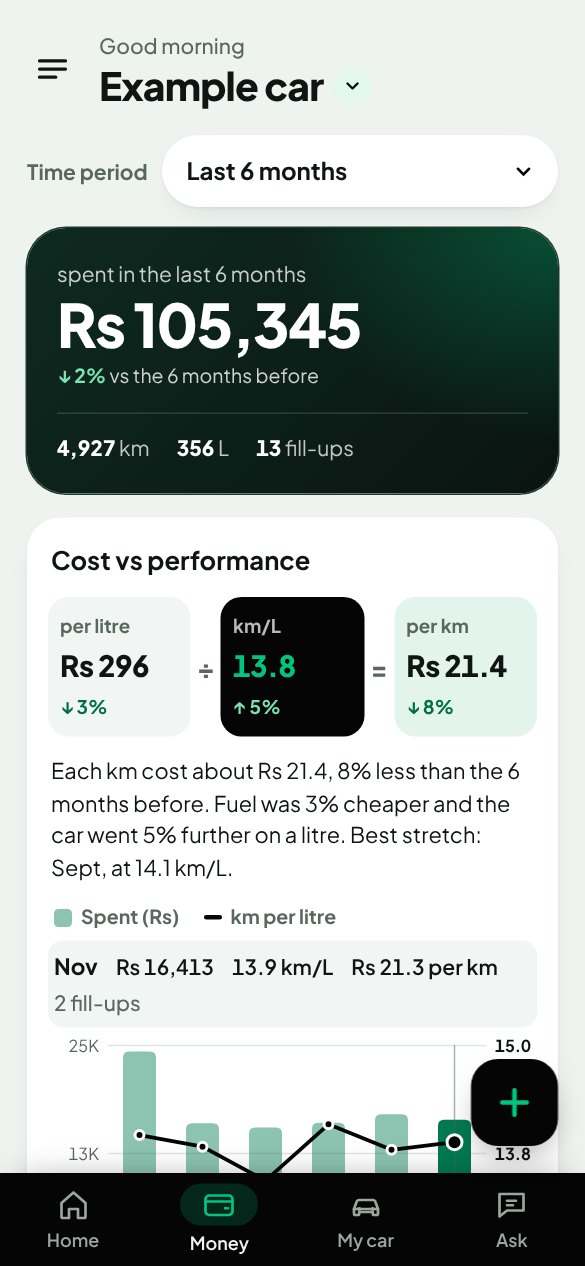 Good morning
Example car
Time period
Last 6 months
spent in the last 6 months
Rs 105,345
↓ 2% vs the 6 months before
4,927 km 356 L 13 fill-ups
Cost vs performance
per litre km/L per km
Rs 296 ÷ 13.8 = Rs 21.4
↓ 3% ↑ 5% ↓ 8%
Each km cost about Rs 21.4, 8% less than the 6
months before. Fuel was 3% cheaper and the
car went 5% further on a litre. Best stretch:
Sept, at 14.1 km/L.
Spent (Rs) km per litre
Nov Rs 16,413 13.9 km/L Rs 21.3 per km
2 fill-ups
25K 15.0
13K 13.8
Home Money My car Ask